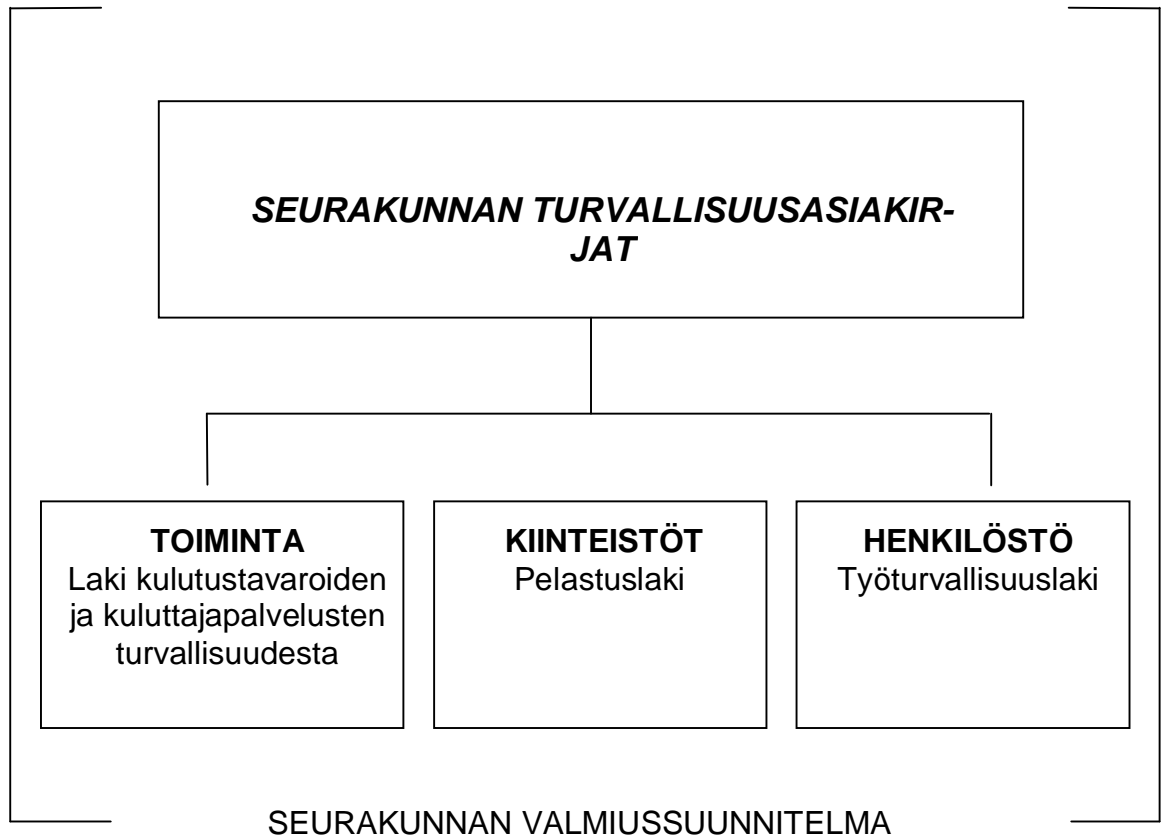 SEURAKUNNAN TURVALLISUUSASIAKIR-
JAT
TOIMINTA
Laki kulutustavaroiden
ja kuluttajapalvelusten
turvallisuudesta
KIINTEISTÖT
Pelastuslaki
HENKILÖSTÖ
Työturvallisuuslaki
SEURAKUNNAN VALMIUSSUUNNITELMA